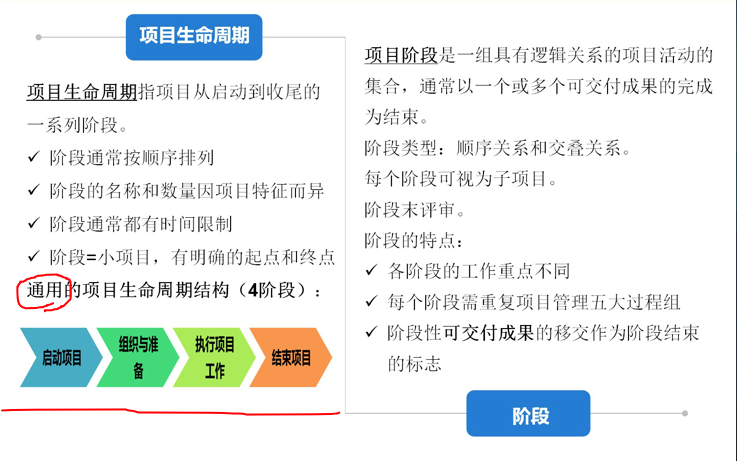 项目生命周期
项目生命周期指项目从启动到收尾的
一系列阶段。
✓ 阶段通常按顺序排列
✓ 阶段的名称和数量因项目特征而异
✓ 阶段通常都有时间限制
✓ 阶段=小项目，有明确的起点和终点
通用的项目生命周期结构（4阶段）：
启动项目
组织与准
备
执行项目
工作
结束项目
项目阶段是一组具有逻辑关系的项目活动的
集合，通常以一个或多个可交付成果的完成
为结束。
阶段类型：顺序关系和交叠关系。
每个阶段可视为子项目。
阶段末评审。
阶段的特点：
✓ 各阶段的工作重点不同
✓ 每个阶段需重复项目管理五大过程组
✓ 阶段性可交付成果的移交作为阶段结束
的标志
阶段